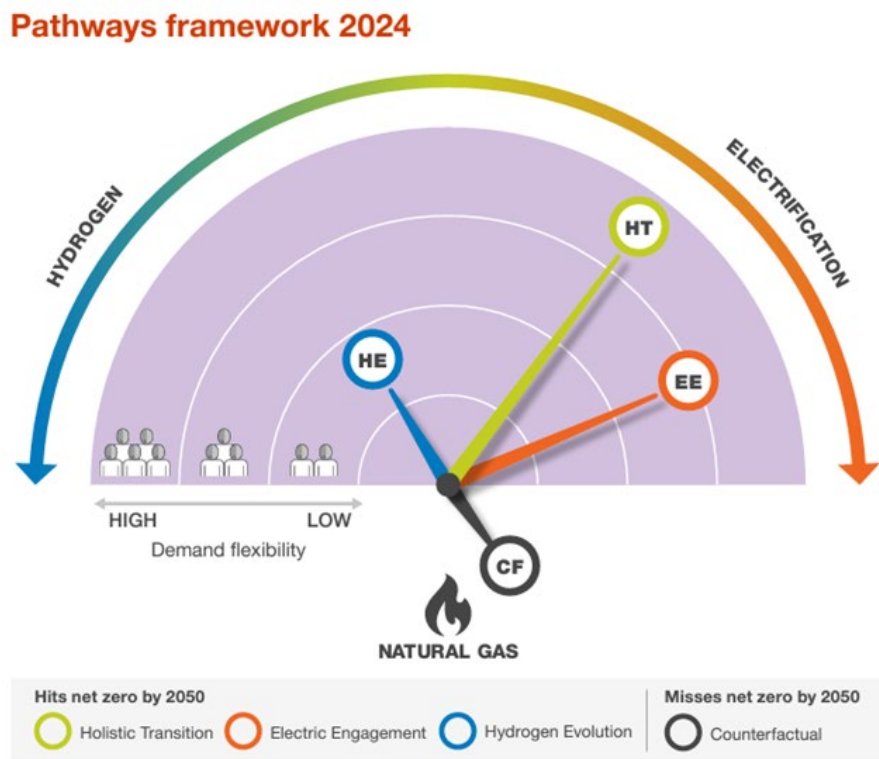 Pathways framework 2024
HYDROGEN
ELECTRIFICATION
HT
HE
EE
HIGH
LOW
Demand flexibility
CF
NATURAL GAS
Hits net zero by 2050
Holistic Transition
Electric Engagement
Hydrogen Evolution
Misses net zero by 2050
Counterfactual